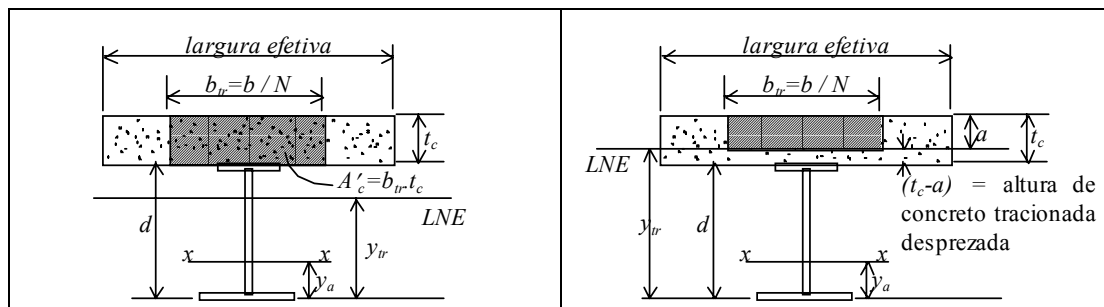 largura efetiva
b_tr=b / N
t_c
A'_c=b_tr.t_c
LNE
d
y_tr
x x
y_a
largura efetiva
b_tr=b / N
a
t_c
LNE
(t_c-a) = altura de
concreto tracionada
desprezada
y_tr
d
x x
y_a